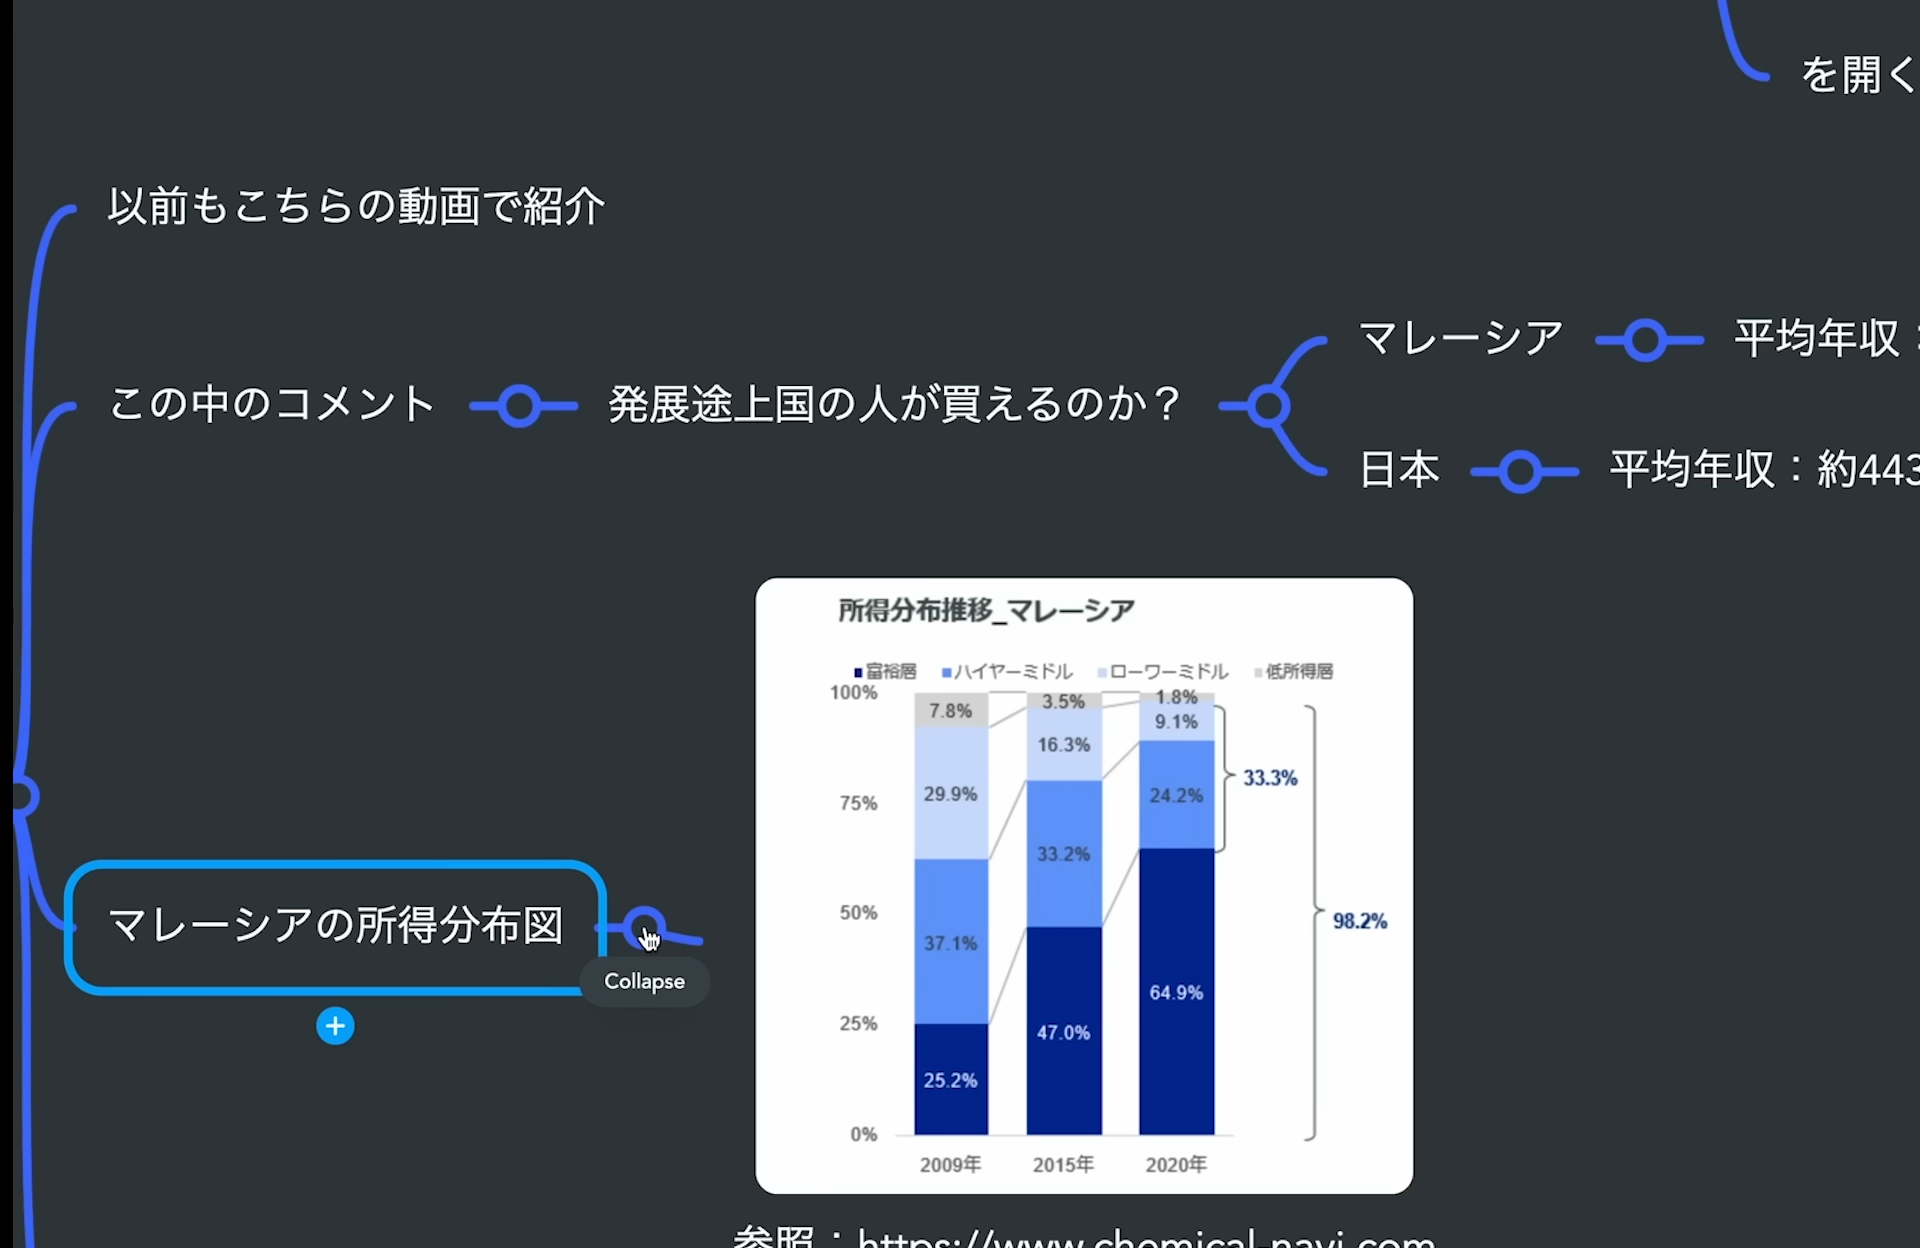 を開く
以前もこちらの動画で紹介
マレーシア
平均年収：
この中のコメント
発展途上国の人が買えるのか？
日本
平均年収：約443
所得分布推移_マレーシア
富裕層 ハイヤーミドル ローワーミドル 低所得層
100%
7.8%
3.5%
1.8%
9.1%
16.3%
33.3%
29.9%
75%
24.2%
33.2%
50%
98.2%
マレーシアの所得分布図
37.1%
Collapse
64.9%
25%
47.0%
25.2%
0%
2009年 2015年 2020年
参照：https://www.chemical-navi.com